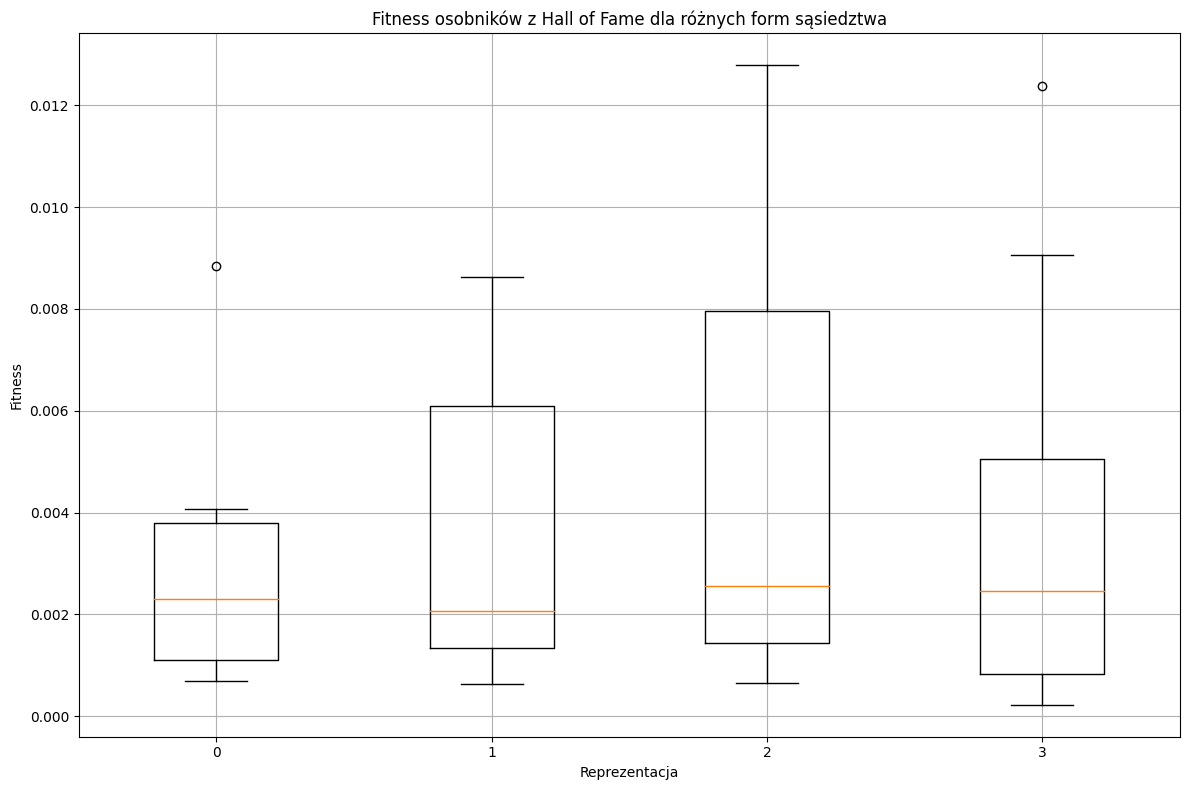 Fitness osobników z Hall of Fame dla różnych form sąsiedztwa
Fitness
0.012
0.010
0.008
0.006
0.004
0.002
0.000
0 1 2 3
Reprezentacja